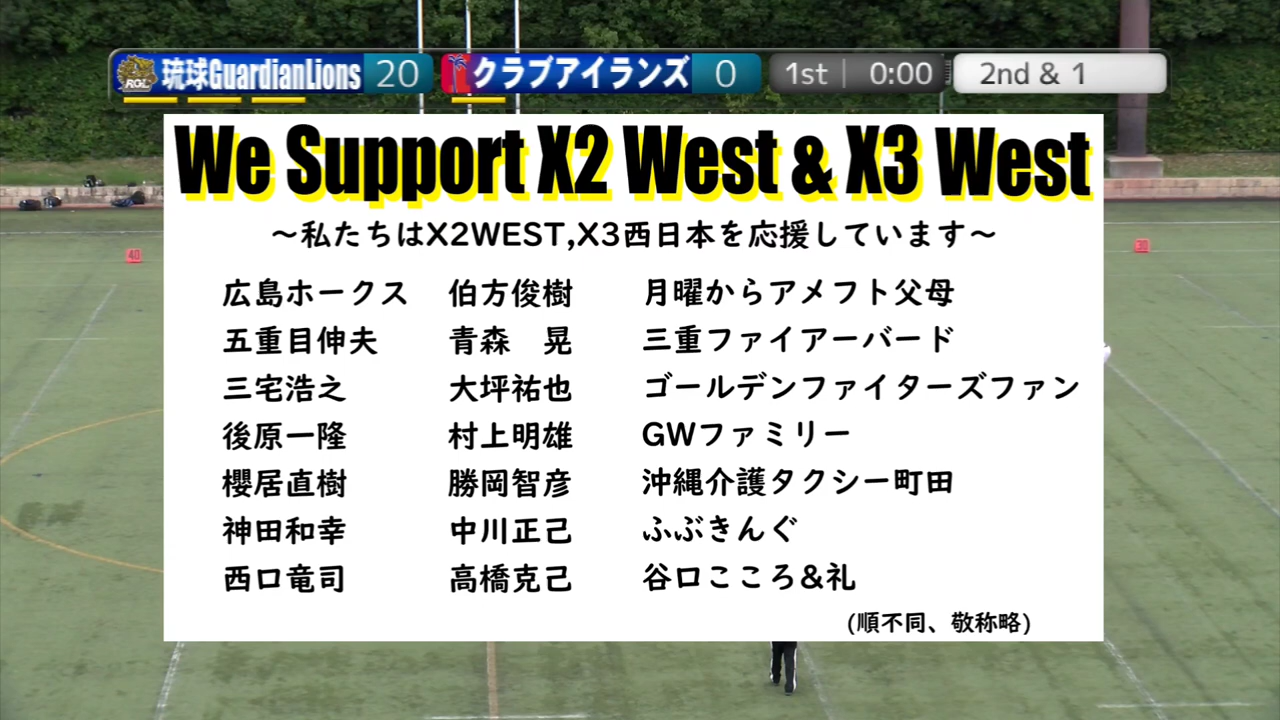 RGL 琉球GuardianLions 20 クラブアイランズ 0 1st 0:00 2nd & 1
We Support X2 West & X3 West
～私たちはX2WEST,X3西日本を応援しています～
広島ホークス 伯方俊樹 月曜からアメフト父母
五重目伸夫 青森　晃 三重ファイアーバード
三宅浩之 大坪祐也 ゴールデンファイターズファン
後原一隆 村上明雄 GWファミリー
櫻居直樹 勝岡智彦 沖縄介護タクシー町田
神田和幸 中川正己 ふぶきんぐ
西口竜司 高橋克己 谷口こころ&礼
(順不同、敬称略)
40
30